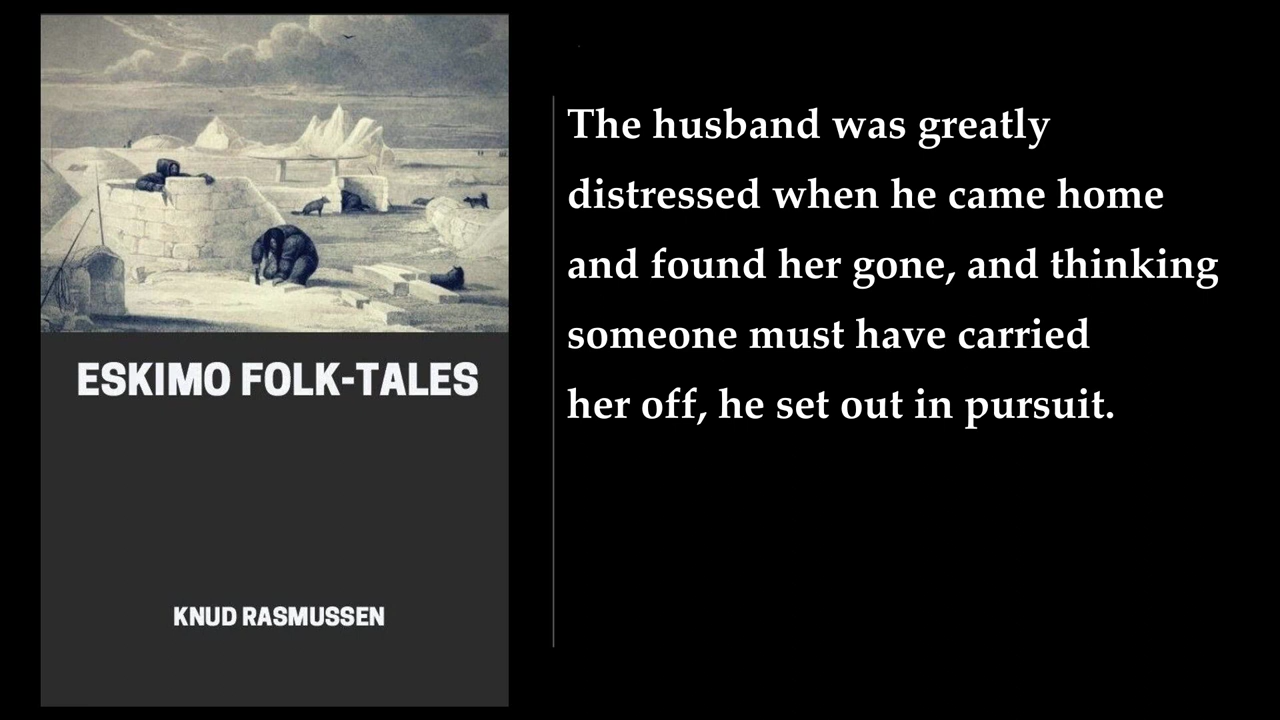 ESKIMO FOLK-TALES
KNUD RASMUSSEN
The husband was greatly
distressed when he came home
and found her gone, and thinking
someone must have carried
her off, he set out in pursuit.